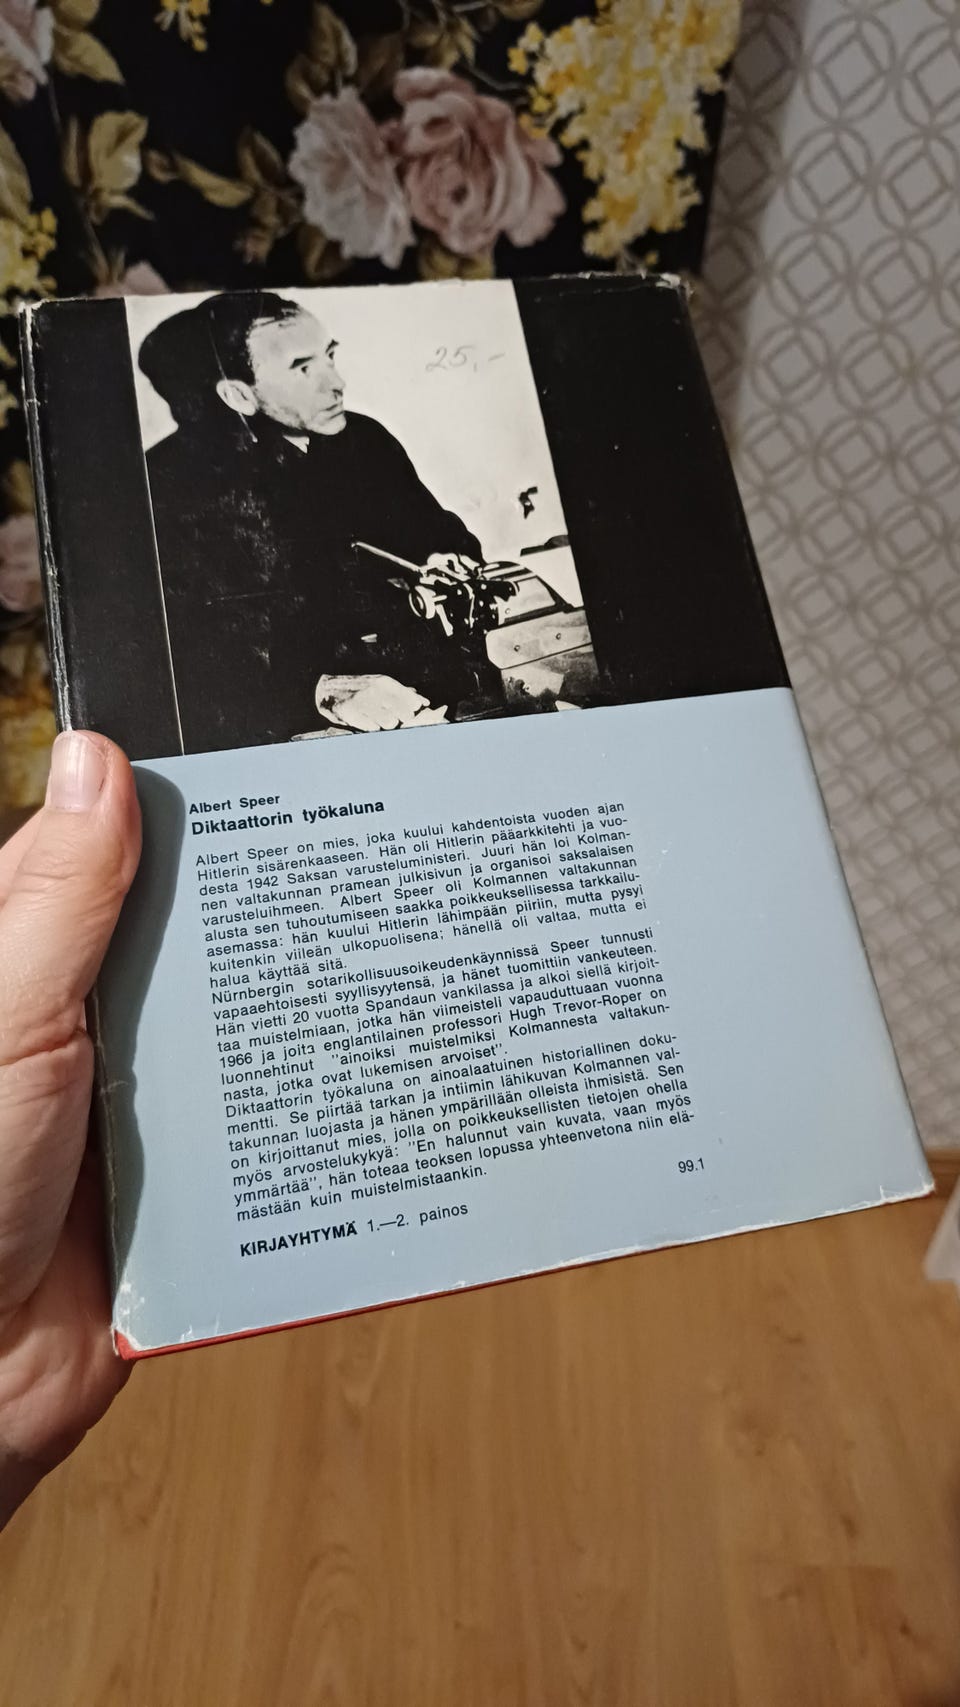 25,-
Albert Speer
Diktaattorin työkaluna
Albert Speer on mies, joka kuului kahdentoista vuoden ajan
Hitlerin sisärenkaaseen. Hän oli Hitlerin pääarkkitehti ja vuo-
desta 1942 Saksan varusteluministeri. Juuri hän loi Kolman-
nen valtakunnan pramean julkisivun ja organisoi saksalaisen
varusteluihmeen. Albert Speer oli Kolmannen valtakunnan
alusta sen tuhoutumiseen saakka poikkeuksellisessa tarkkailu-
asemassa: hän kuului Hitlerin lähimpään piiriin, mutta pysyi
kuitenkin viileän ulkopuolisena; hänellä oli valtaa, mutta ei
halua käyttää sitä.
Nürnbergin sotarikollisuusoikeudenkäynnissä Speer tunnusti
vapaaehtoisesti syyllisyytensä, ja hänet tuomittiin vankeuteen.
Hän vietti 20 vuotta Spandaun vankilassa ja alkoi siellä kirjoit-
taa muistelmiaan, jotka hän viimeisteli vapauduttuaan vuonna
1966 ja joita englantilainen professori Hugh Trevor-Roper on
luonnehtinut "ainoiksi muistelmiksi Kolmannesta valtakun-
nasta, jotka ovat lukemisen arvoiset".
Diktaattorin työkaluna on ainoalaatuinen historiallinen doku-
mentti. Se piirtää tarkan ja intiimin lähikuvan Kolmannen val-
takunnan luojasta ja hänen ympärillään olleista ihmisistä. Sen
on kirjoittanut mies, jolla on poikkeuksellisten tietojen ohella
myös arvostelukykyä: "En halunnut vain kuvata, vaan myös
ymmärtää", hän toteaa teoksen lopussa yhteenvetona niin elä-
mästään kuin muistelmistaankin.
99.1
KIRJAYHTYMÄ 1.—2. painos